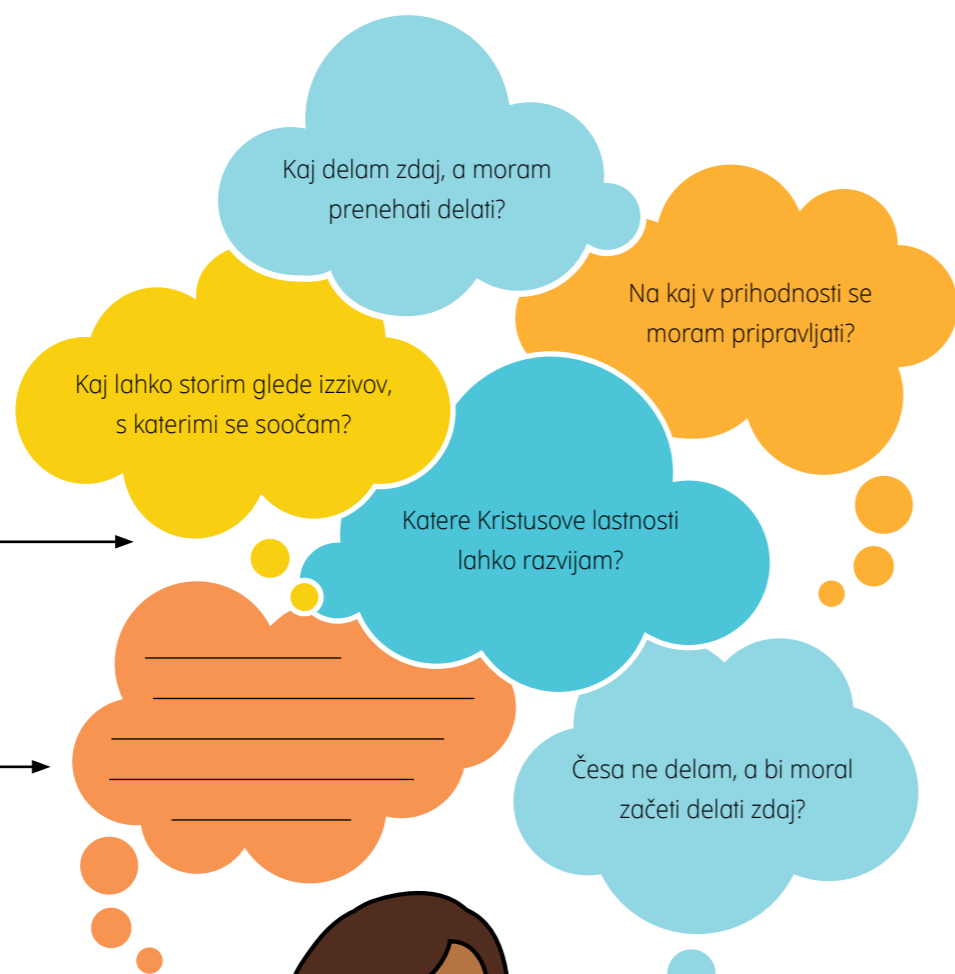 Kaj delam zdaj, a moram
prenehati delati?
Na kaj v prihodnosti se
moram pripravljati?
Kaj lahko storim glede izzivov,
s katerimi se soočam?
Katere Kristusove lastnosti
lahko razvijam?
Česa ne delam, a bi moral
začeti delati zdaj?